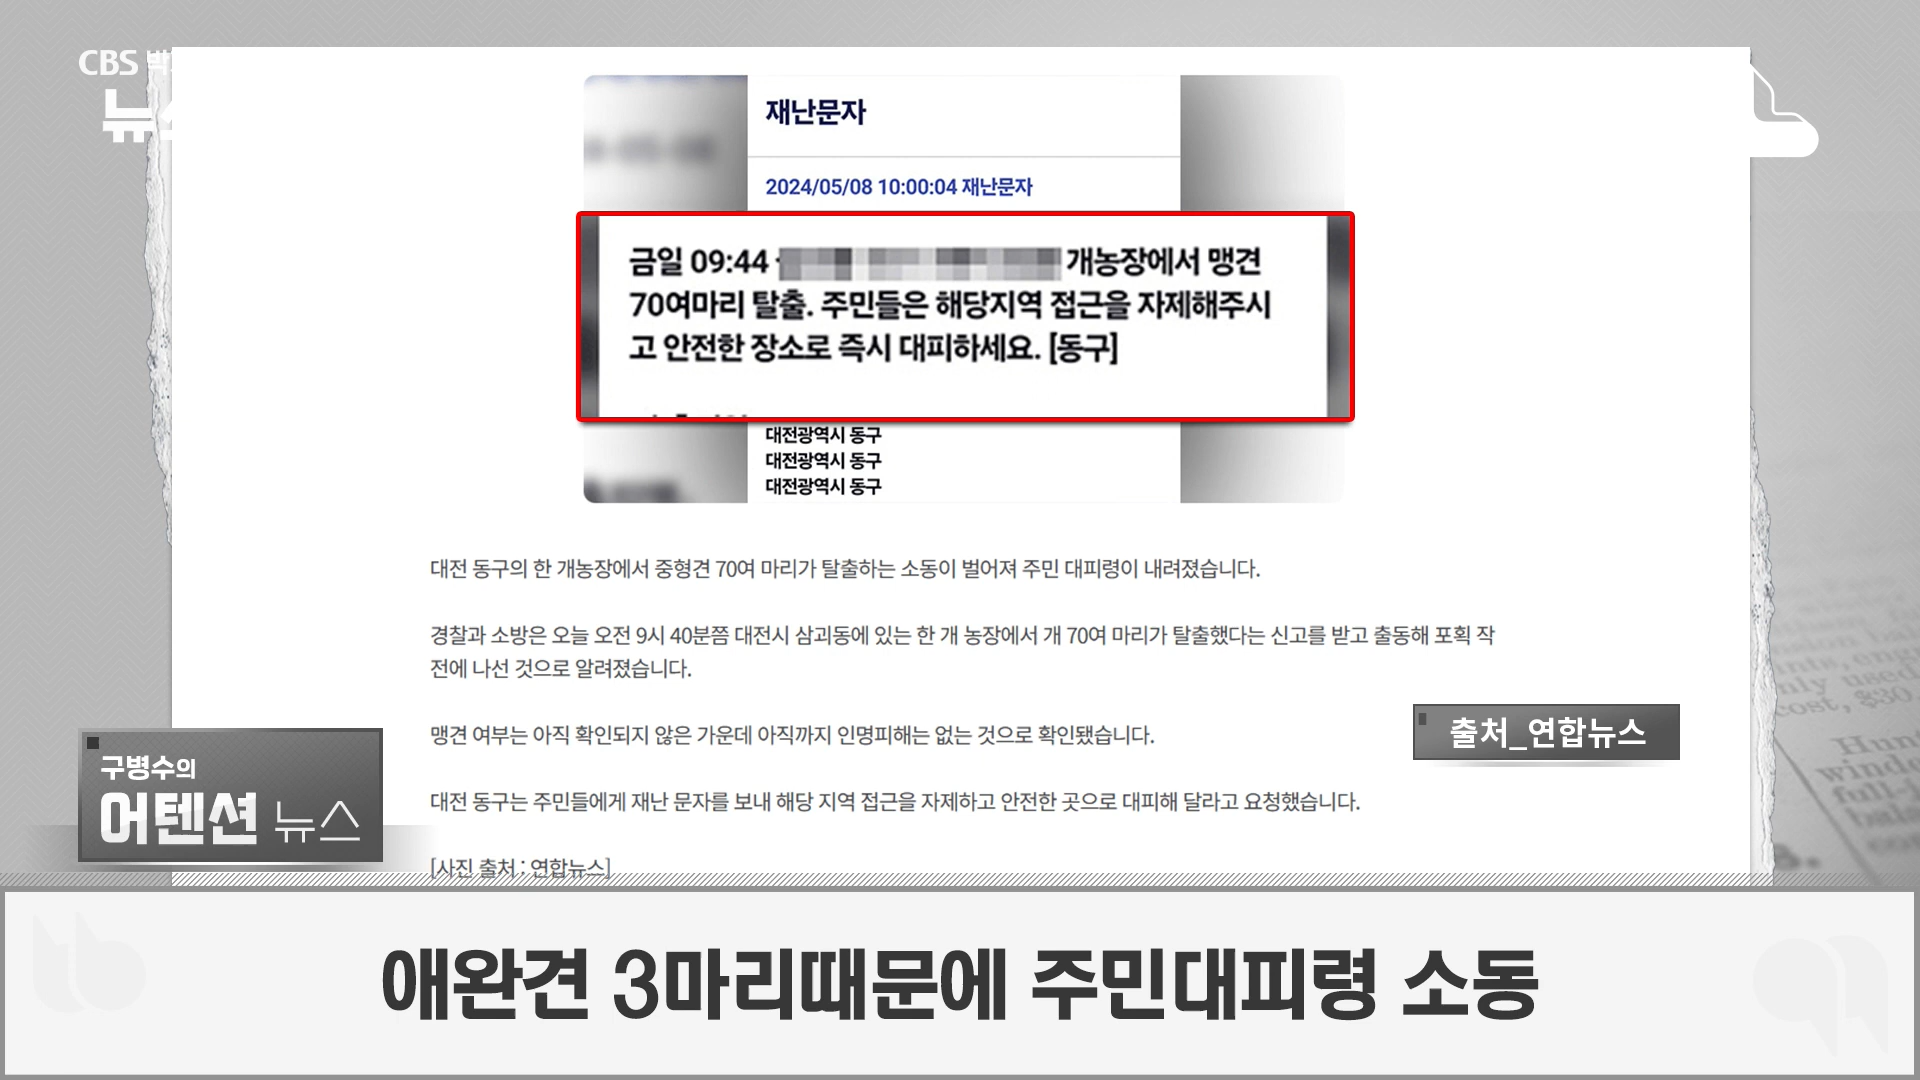 CBS
뉴스
재난문자
2024/05/08 10:00:04 재난문자
금일 09:44 개농장에서 맹견
70여마리 탈출. 주민들은 해당지역 접근을 자제해주시
고 안전한 장소로 즉시 대피하세요. [동구]
대전광역시 동구
대전광역시 동구
대전광역시 동구
대전 동구의 한 개농장에서 중형견 70여 마리가 탈출하는 소동이 벌어져 주민 대피령이 내려졌습니다.
경찰과 소방은 오늘 오전 9시 40분쯤 대전시 삼괴동에 있는 한 개 농장에서 개 70여 마리가 탈출했다는 신고를 받고 출동해 포획 작
전에 나선 것으로 알려졌습니다.
맹견 여부는 아직 확인되지 않은 가운데 아직까지 인명피해는 없는 것으로 확인됐습니다.
대전 동구는 주민들에게 재난 문자를 보내 해당 지역 접근을 자제하고 안전한 곳으로 대피해 달라고 요청했습니다.
[사진 출처 : 연합뉴스]
출처_연합뉴스
구병수의
어텐션 뉴스
애완견 3마리때문에 주민대피령 소동